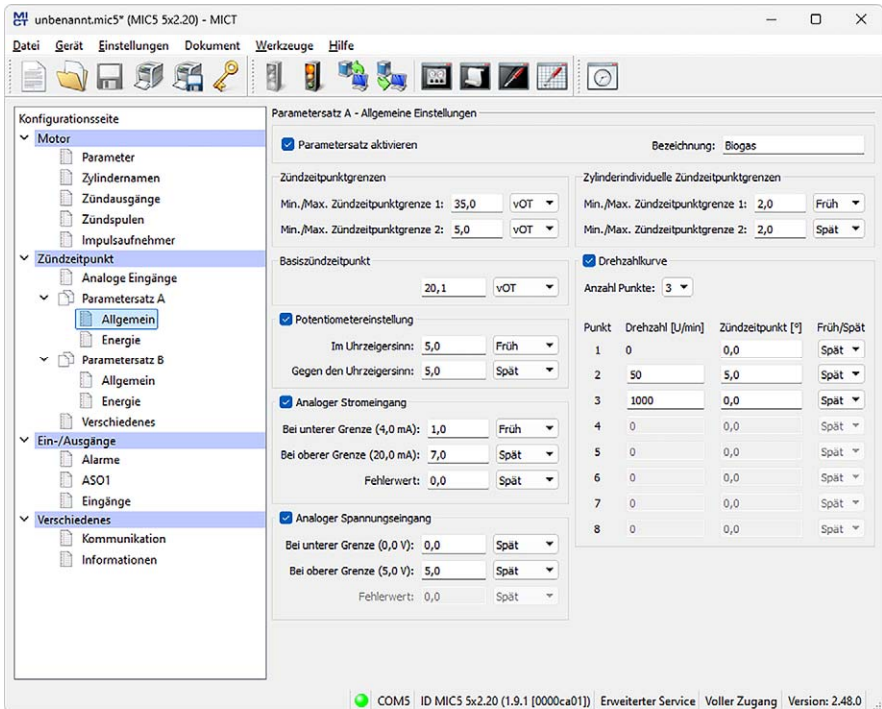 MICT unbenannt.mic5* (MIC5 5x2.20) - MICT
Datei Gerät Einstellungen Dokument Werkzeuge Hilfe
Konfigurationsseite
Motor
Parameter
Zylindernamen
Zündausgänge
Zündspulen
Impulsaufnehmer
Zündzeitpunkt
Analoge Eingänge
Parametersatz A
Allgemein
Energie
Parametersatz B
Allgemein
Energie
Verschiedenes
Ein-/Ausgänge
Alarme
ASO1
Eingänge
Verschiedenes
Kommunikation
Informationen
Parametersatz A - Allgemeine Einstellungen
Parametersatz aktivieren Bezeichnung: Biogas
Zündzeitpunktgrenzen
Min./Max. Zündzeitpunktgrenze 1: 35,0 vOT
Min./Max. Zündzeitpunktgrenze 2: 5,0 vOT
Basiszündzeitpunkt
20,1 vOT
Potentiometereinstellung
Im Uhrzeigersinn: 5,0 Früh
Gegen den Uhrzeigersinn: 5,0 Spät
Analoger Stromeingang
Bei unterer Grenze (4,0 mA): 1,0 Früh
Bei oberer Grenze (20,0 mA): 7,0 Spät
Fehlerwert: 0,0 Spät
Analoger Spannungseingang
Bei unterer Grenze (0,0 V): 0,0 Spät
Bei oberer Grenze (5,0 V): 5,0 Spät
Fehlerwert: 0,0 Spät
Zylinderindividuelle Zündzeitpunktgrenzen
Min./Max. Zündzeitpunktgrenze 1: 2,0 Früh
Min./Max. Zündzeitpunktgrenze 2: 2,0 Spät
Drehzahlkurve
Anzahl Punkte: 3
Punkt Drehzahl [U/min] Zündzeitpunkt [°] Früh/Spät
1 0 0,0 Spät
2 50 5,0 Spät
3 1000 0,0 Spät
4 0 0,0 Spät
5 0 0,0 Spät
6 0 0,0 Spät
7 0 0,0 Spät
8 0 0,0 Spät
COM5 ID MIC5 5x2.20 (1.9.1 [0000ca01]) Erweiterter Service Voller Zugang Version: 2.48.0